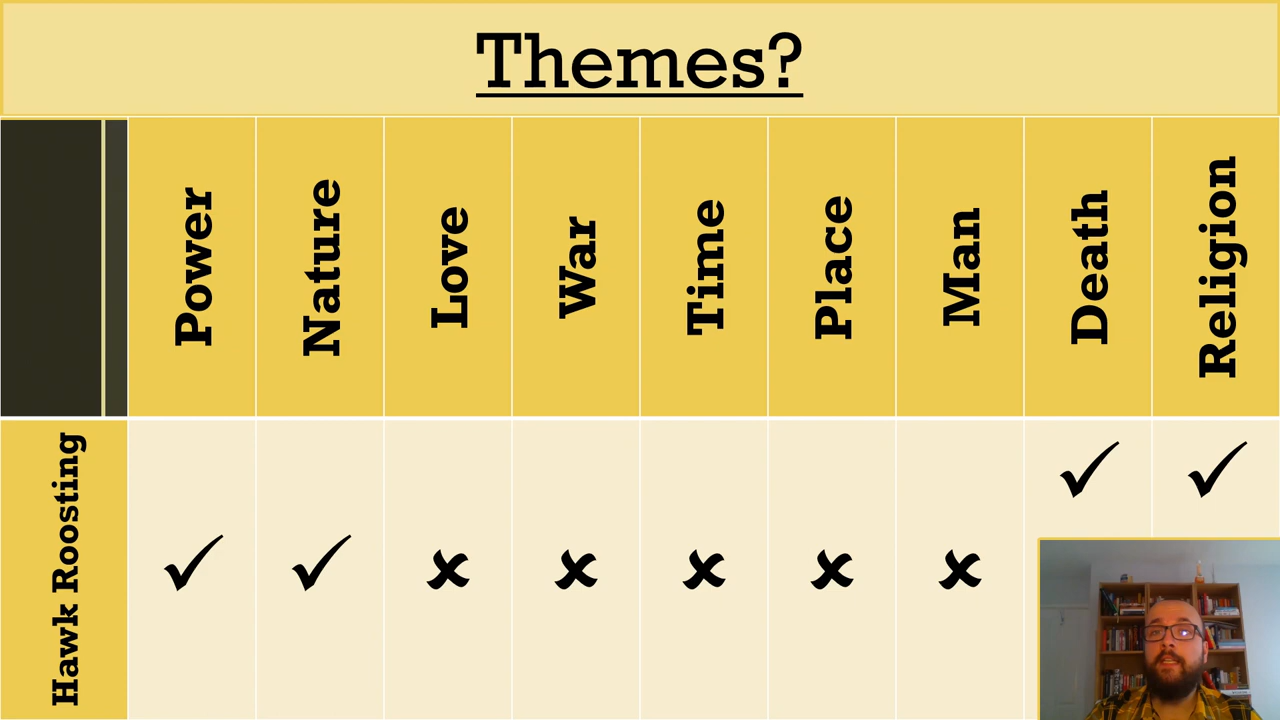 Themes?
Power
Nature
Love
War
Time
Place
Man
Death
Religion
Hawk Roosting
✓ ✓ ✘ ✘ ✘ ✘ ✘ ✓ ✓